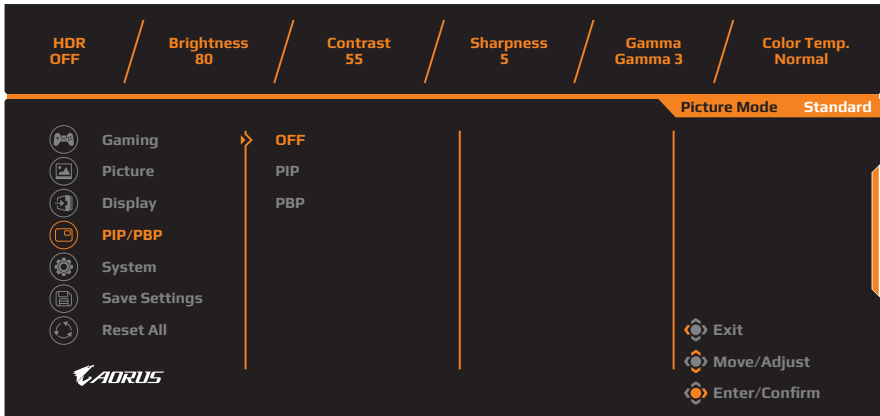 HDR Brightness Contrast Sharpness Gamma Color Temp.
OFF 80 55 5 Gamma 3 Normal
Picture Mode Standard
Gaming OFF
Picture PIP
Display PBP
PIP/PBP
System
Save Settings
Reset All
Exit
Move/Adjust
Enter/Confirm
AORUS